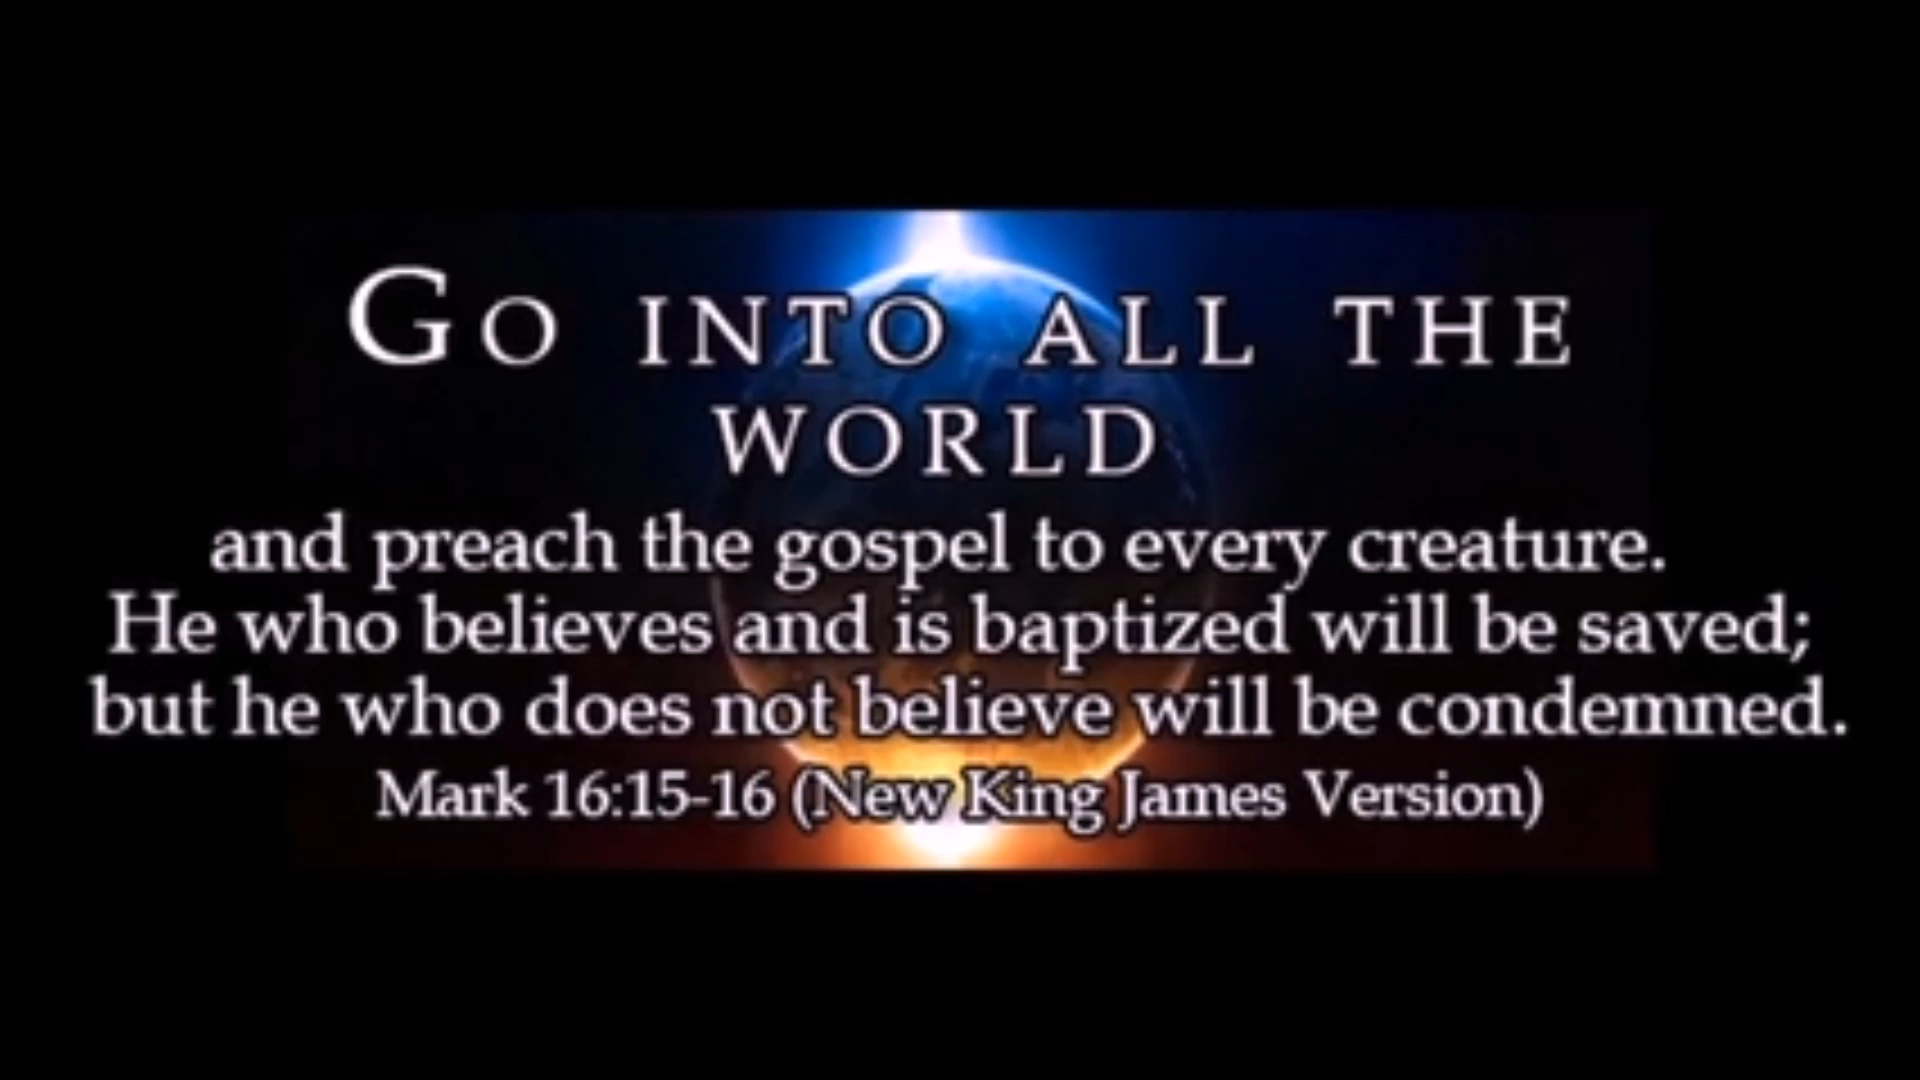 Go into all the
world
and preach the gospel to every creature.
He who believes and is baptized will be saved;
but he who does not believe will be condemned.
Mark 16:15-16 (New King James Version)